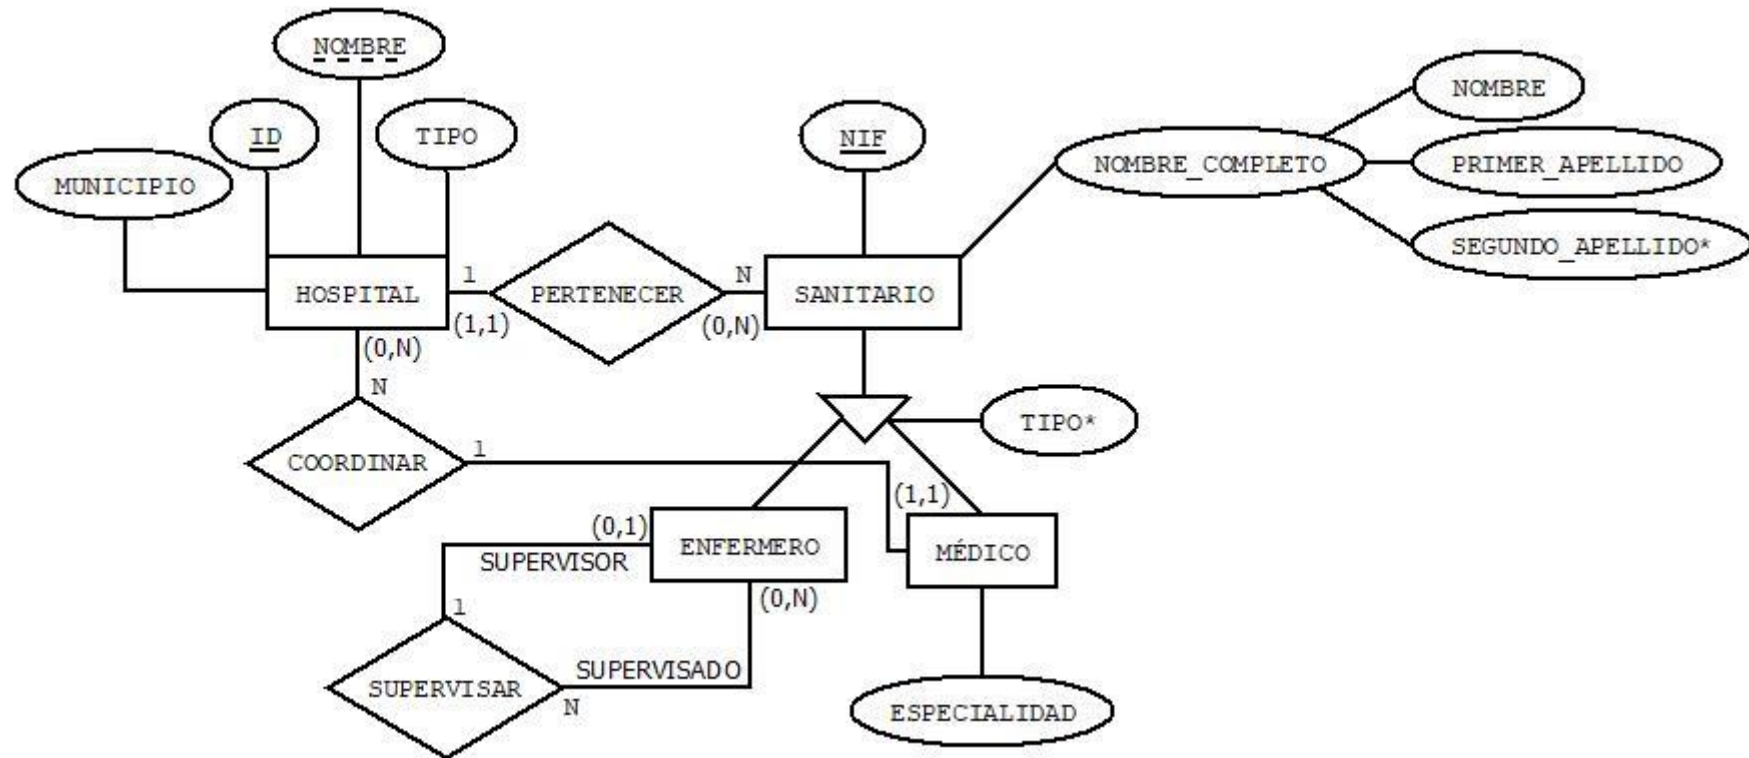 NOMBRE
ID
TIPO
MUNICIPIO
HOSPITAL
1
(1,1)
PERTENECER
N
(0,N)
NIF
SANITARIO
NOMBRE_COMPLETO
NOMBRE
PRIMER_APELLIDO
SEGUNDO_APELLIDO*
(0,N)
N
COORDINAR
1
(1,1)
TIPO*
ENFERMERO
(0,1)
SUPERVISOR
1
(0,N)
SUPERVISADO
SUPERVISAR
N
MÉDICO
ESPECIALIDAD